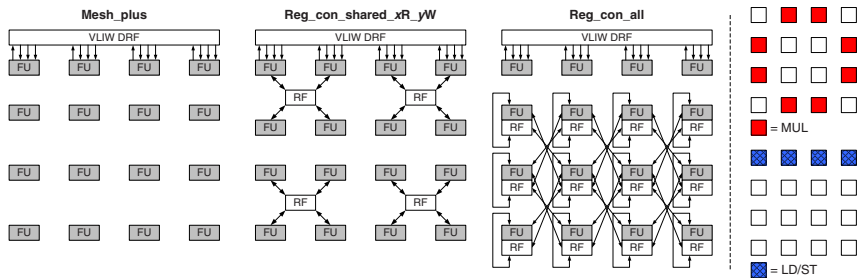 Mesh_plus Reg_con_shared_xR_yW Reg_con_all
VLIW DRF VLIW DRF VLIW DRF
FU FU FU FU FU FU FU FU FU FU FU FU
RF RF
FU FU FU FU FU FU FU FU FU FU FU FU
RF RF RF RF
= MUL
FU FU FU FU FU FU FU FU FU FU FU FU
RF RF RF RF
RF RF
FU FU FU FU FU FU FU FU FU FU FU FU
RF RF RF RF
= LD/ST